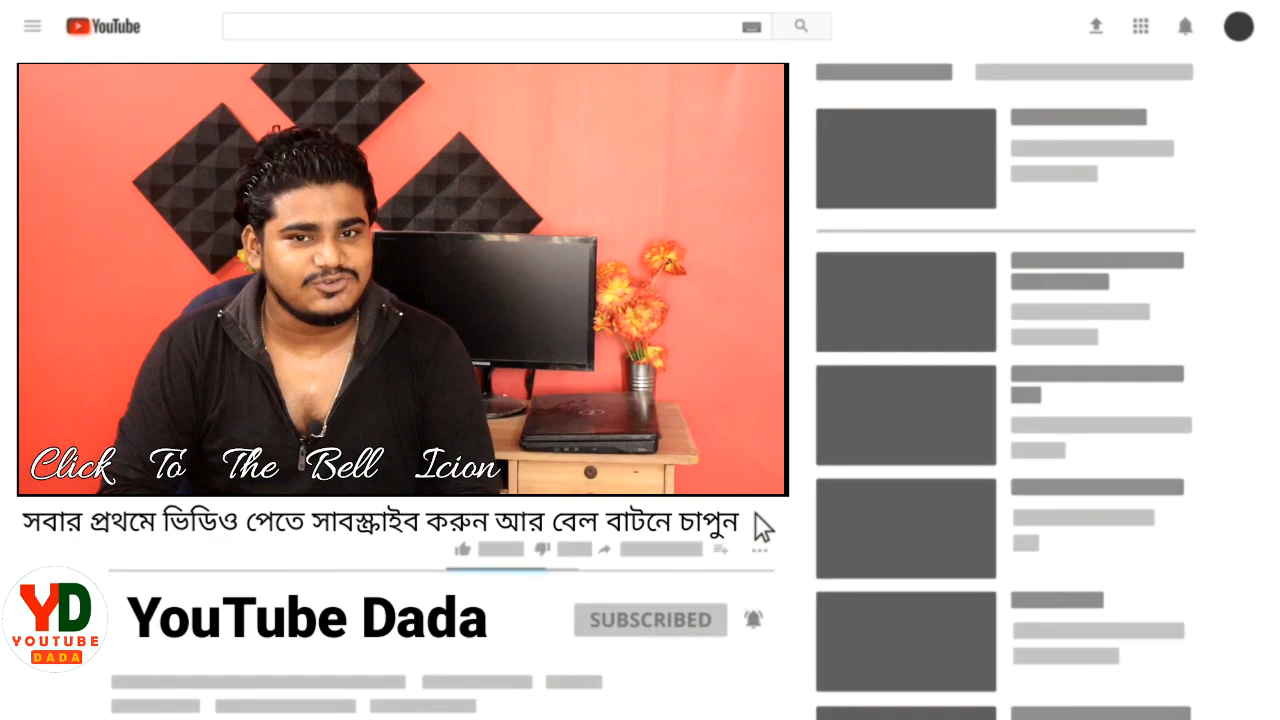 YouTube
Click To The Bell Icion
সবার প্রথমে ভিডিও পেতে সাবস্ক্রাইব করুন আর বেল বাটনে চাপুন
YouTube Dada
SUBSCRIBED
YD
YOUTUBE
DADA